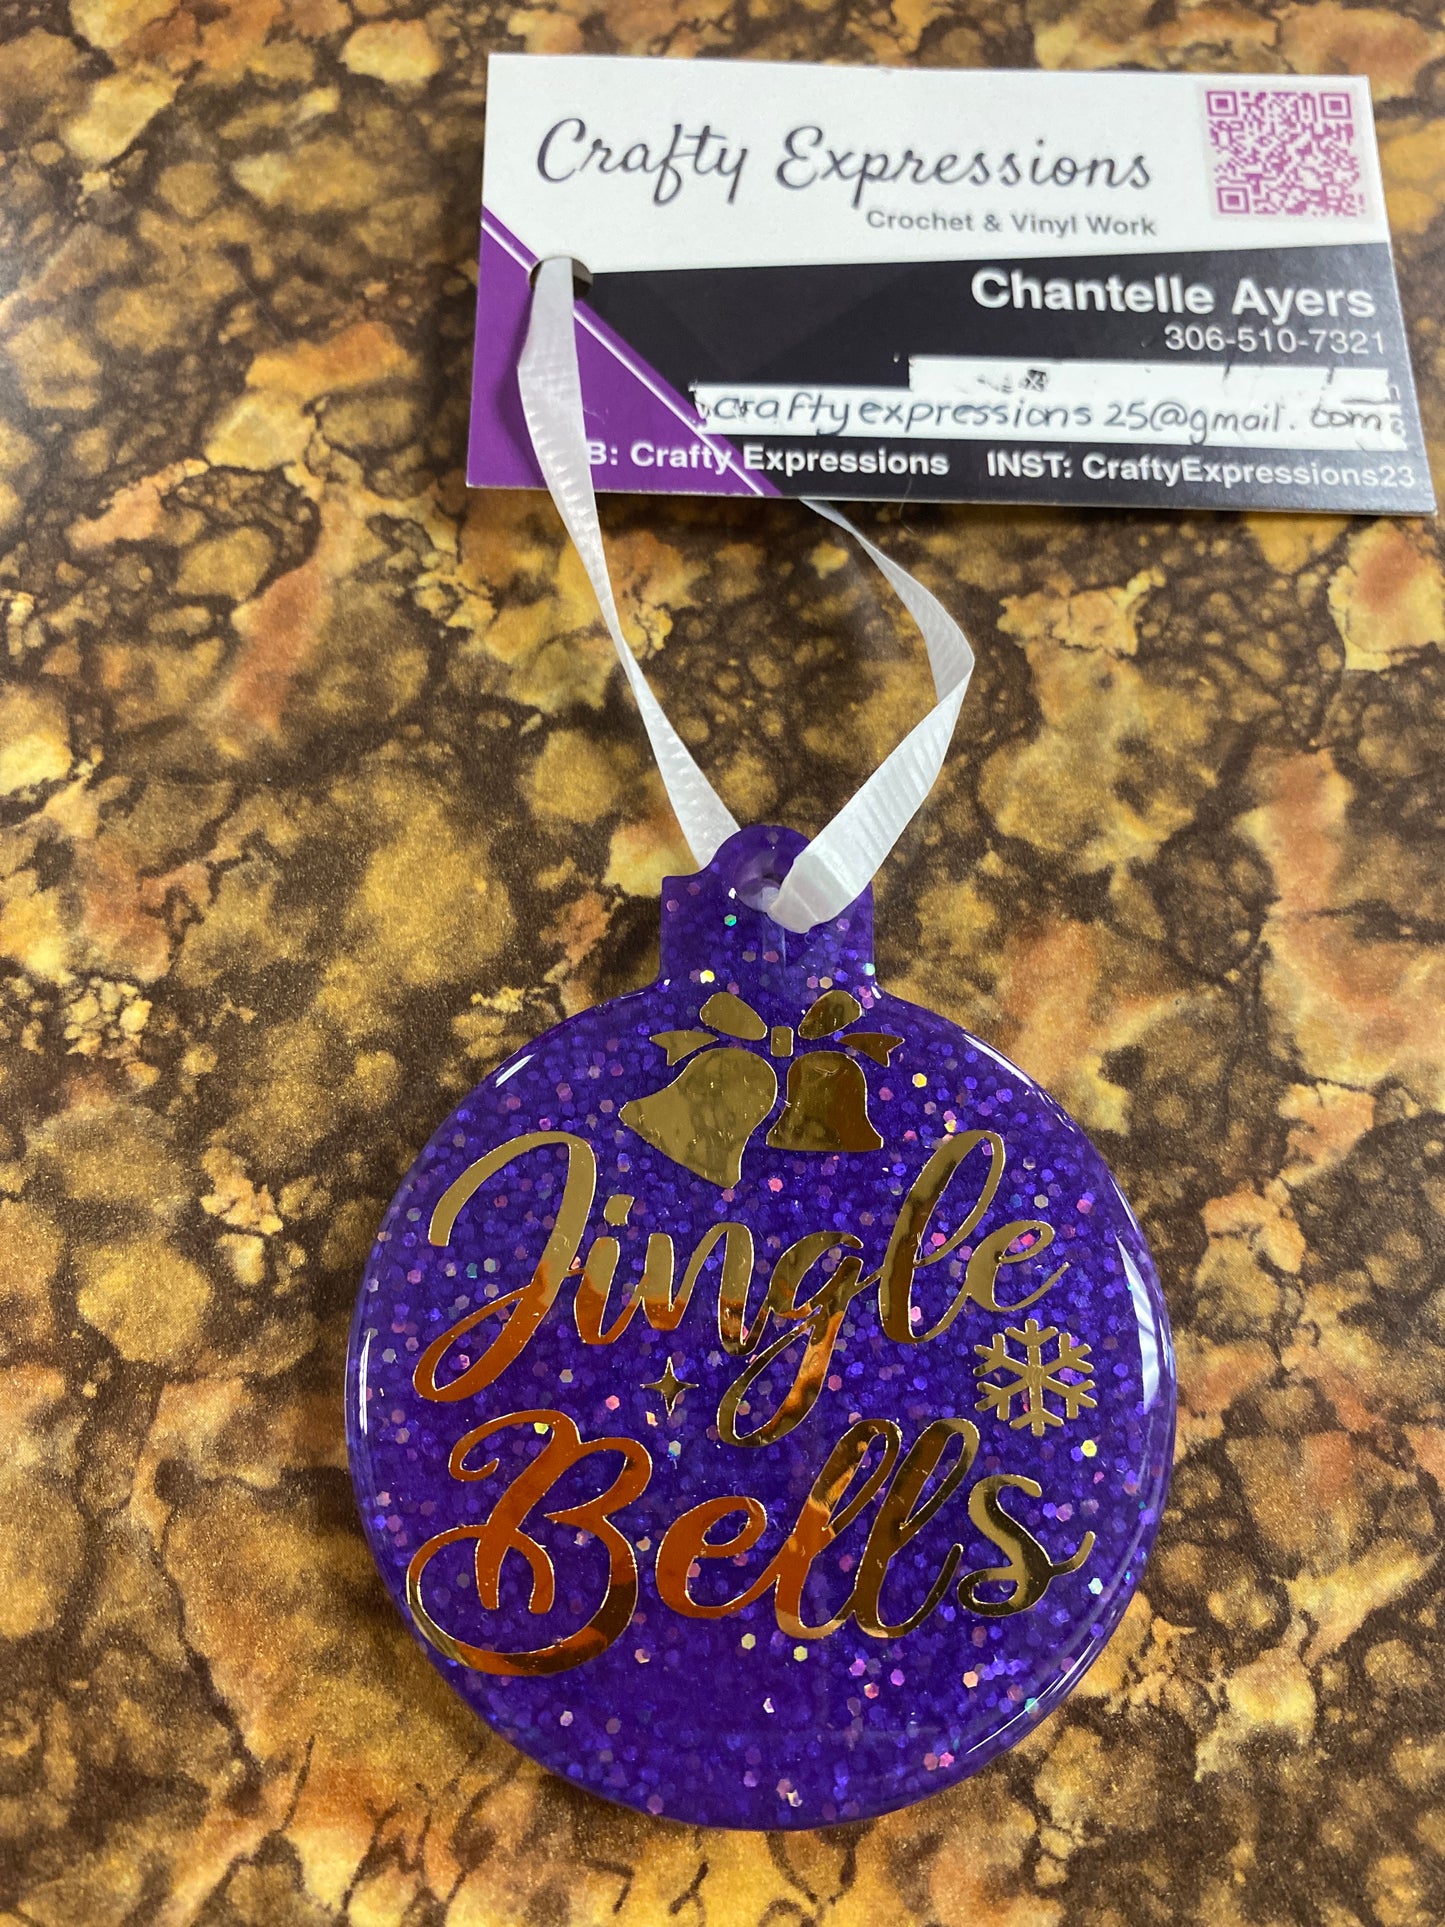 Crafty Expressions
Crochet & Vinyl Work
Chantelle Ayers
306-510-7321
craftyexpressions25@gmail.com
B: Crafty Expressions INST: CraftyExpressions23
Jingle
Bells